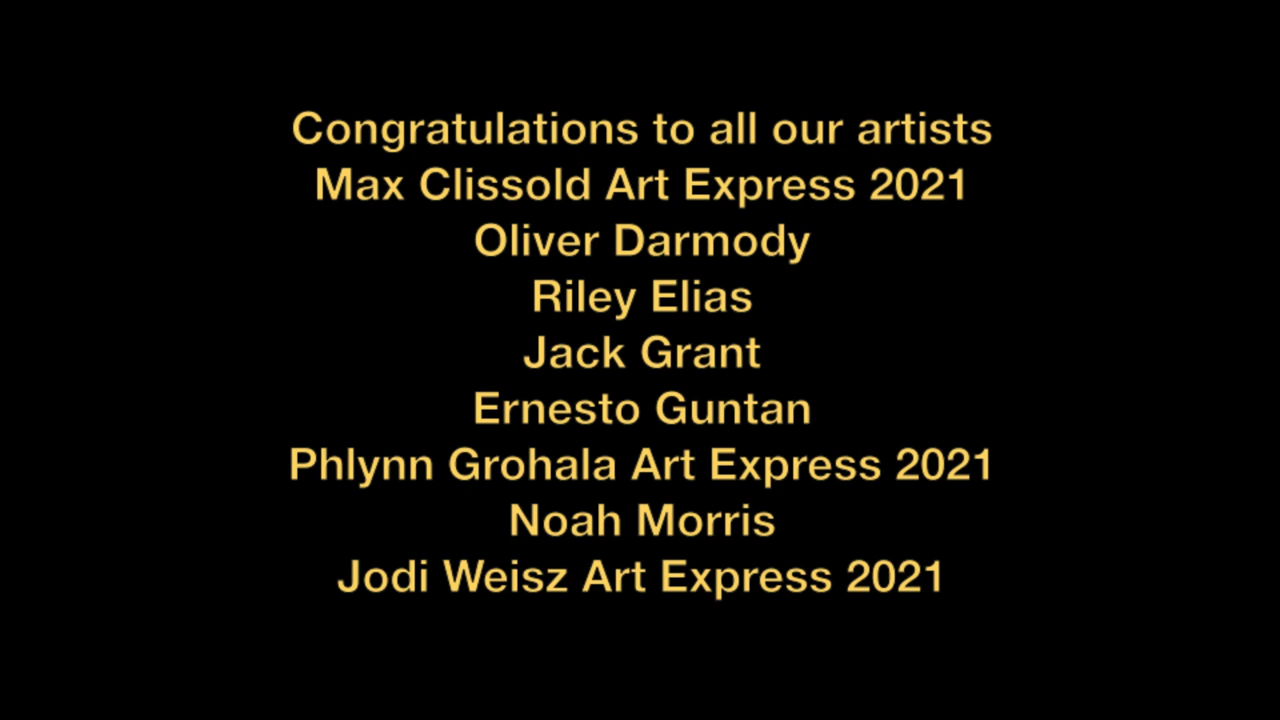 Congratulations to all our artists
Max Clissold Art Express 2021
Oliver Darmody
Riley Elias
Jack Grant
Ernesto Guntan
Phlynn Grohala Art Express 2021
Noah Morris
Jodi Weisz Art Express 2021